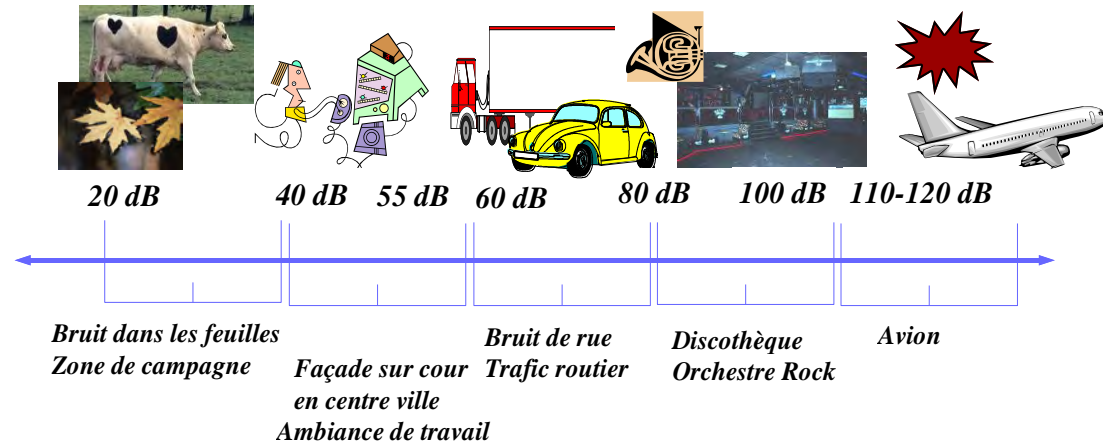 20 dB 40 dB 55 dB 60 dB 80 dB 100 dB 110-120 dB
Bruit dans les feuilles
Zone de campagne
Façade sur cour
en centre ville
Ambiance de travail
Bruit de rue
Trafic routier
Discothèque
Orchestre Rock
Avion